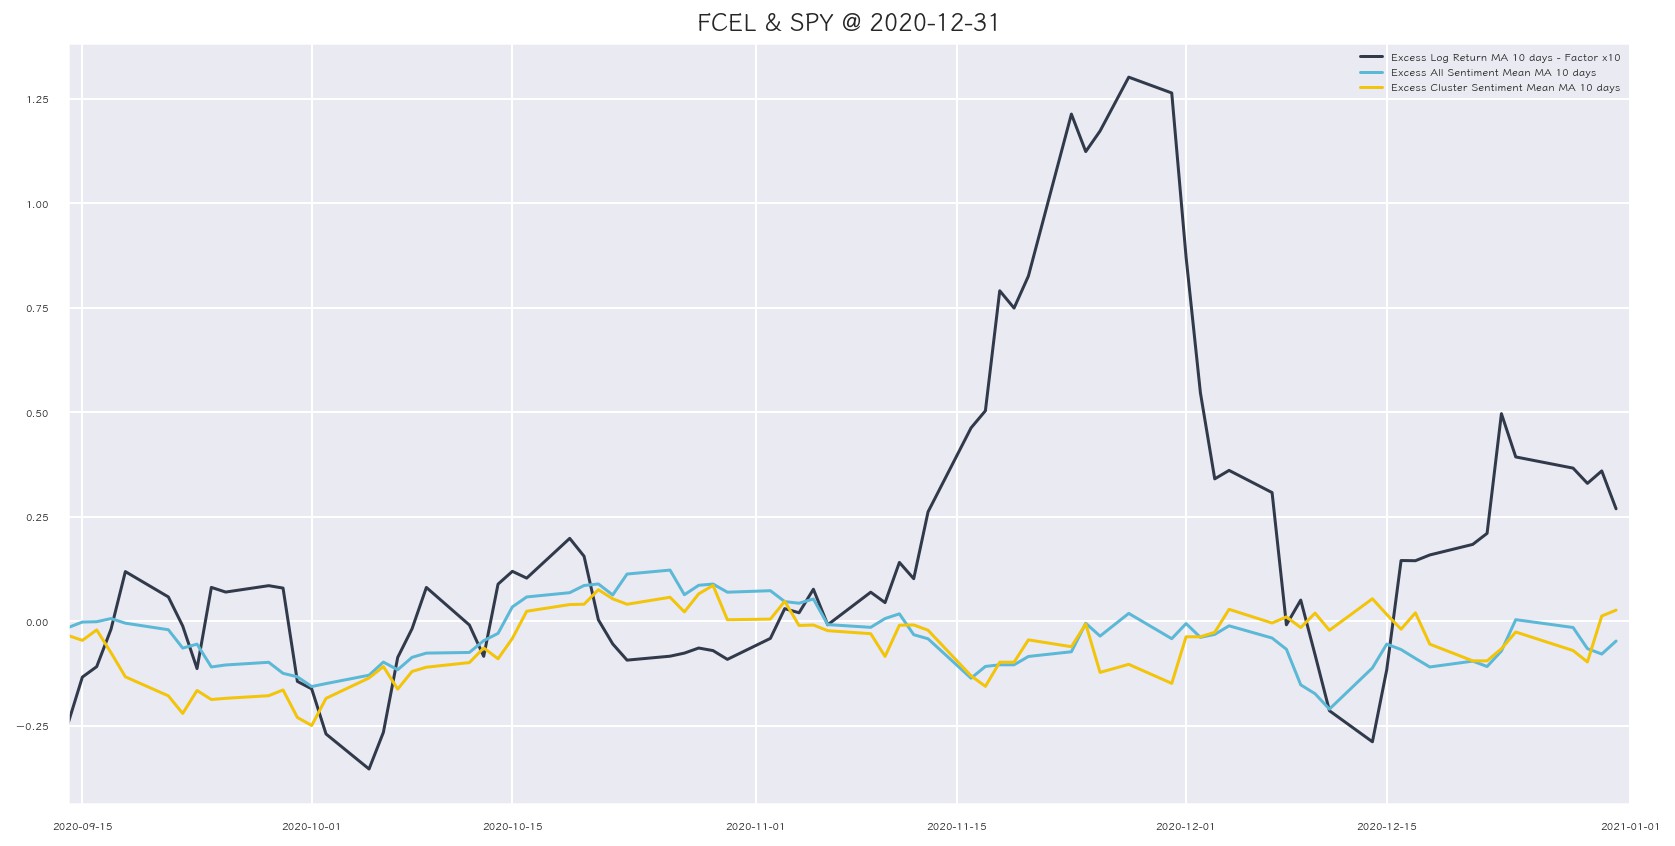 FCEL & SPY @ 2020-12-31
Excess Log Return MA 10 days - Factor x10
Excess All Sentiment Mean MA 10 days
Excess Cluster Sentiment Mean MA 10 days
1.25
1.00
0.75
0.50
0.25
0.00
−0.25
2020-09-15 2020-10-01 2020-10-15 2020-11-01 2020-11-15 2020-12-01 2020-12-15 2021-01-01